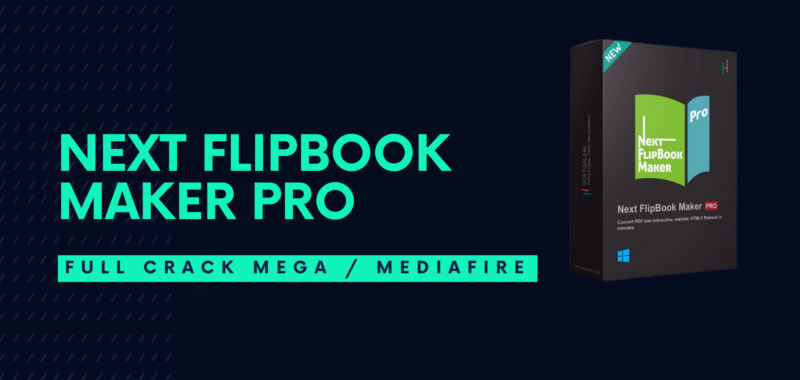 NEXT FLIPBOOK
MAKER PRO
FULL CRACK MEGA / MEDIAFIRE
NEW
Pro
Next
FlipBook
Maker
Next FlipBook Maker PRO
Convert PDF into interactive, realistic HTML5 flipbook in
minutes.
SOFTGALERI